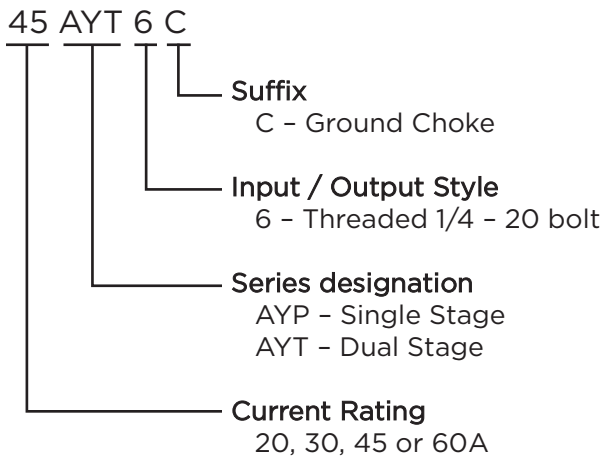 45 AYT 6 C
Suffix
C – Ground Choke
Input / Output Style
6 – Threaded 1/4 – 20 bolt
Series designation
AYP – Single Stage
AYT – Dual Stage
Current Rating
20, 30, 45 or 60A